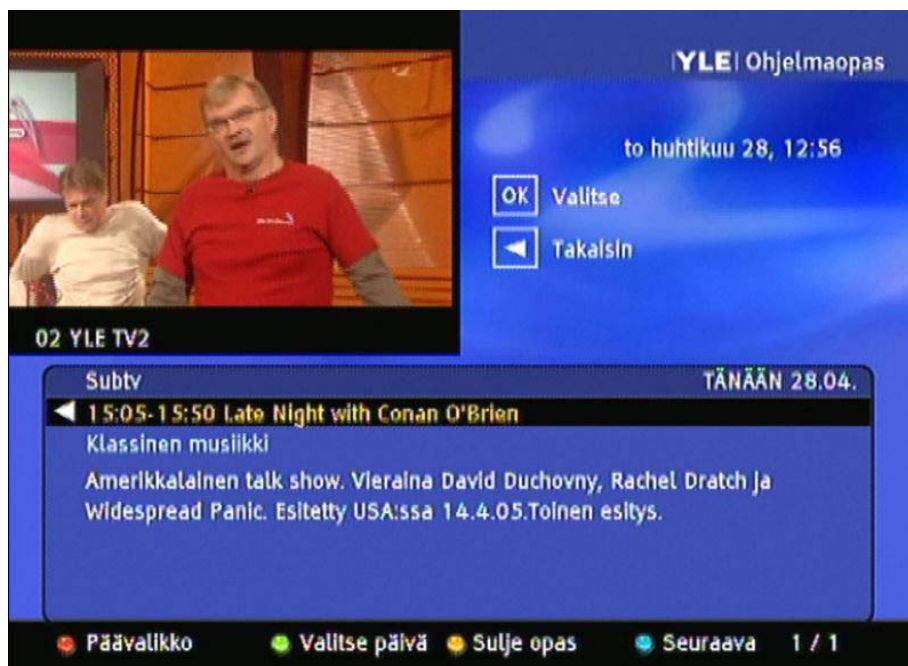 YLE Ohjelmaopas
to huhtikuu 28, 12:56
OK Valitse
Takaisin
02 YLE TV2
Subtv TÄNÄÄN 28.04.
15:05-15:50 Late Night with Conan O'Brien
Klassinen musiikki
Amerikkalainen talk show. Vieraina David Duchovny, Rachel Dratch ja
Widespread Panic. Esitetty USA:ssa 14.4.05.Toinen esitys.
Päävalikko Valitse päivä Sulje opas Seuraava 1 / 1